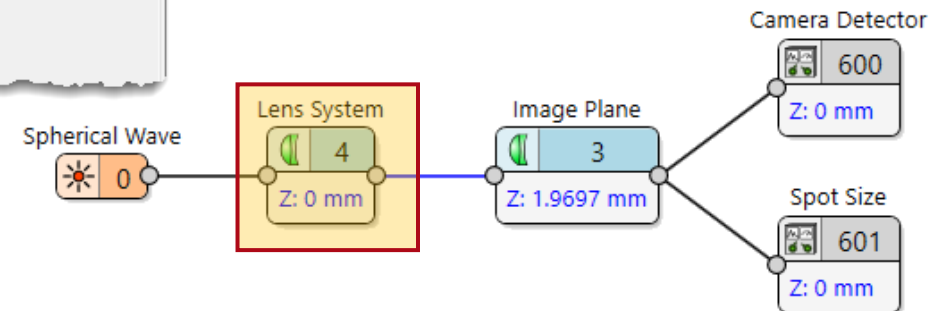 Camera Detector
600
Z: 0 mm
Spherical Wave
0
Lens System
4
Z: 0 mm
Image Plane
3
Z: 1.9697 mm
Spot Size
601
Z: 0 mm